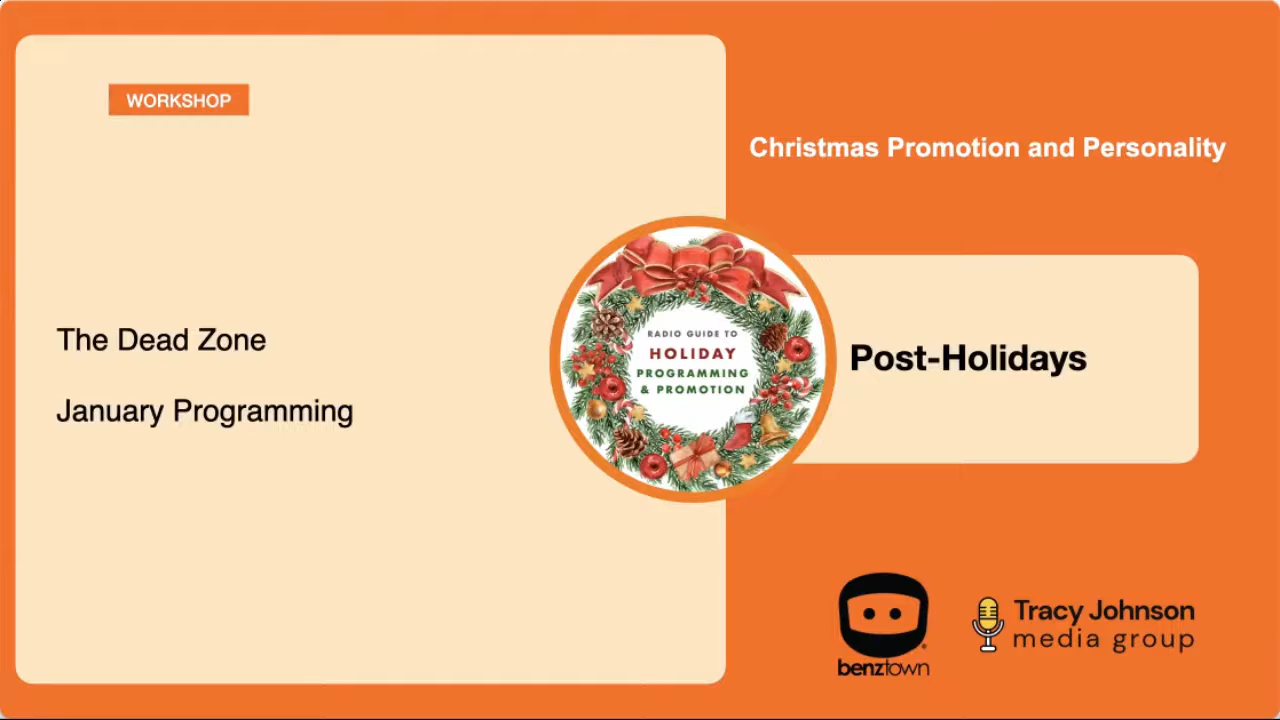 WORKSHOP
Christmas Promotion and Personality
The Dead Zone
January Programming
RADIO GUIDE TO
HOLIDAY
PROGRAMMING
& PROMOTION
Post-Holidays
benztown
Tracy Johnson
media group